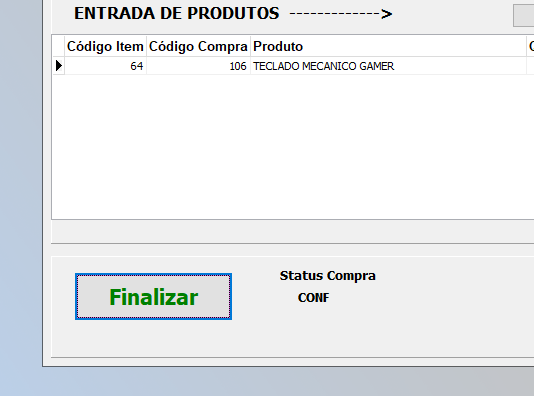 ENTRADA DE PRODUTOS ------------->
Código Item Código Compra Produto
64 106 TECLADO MECANICO GAMER
Status Compra
Finalizar CONF